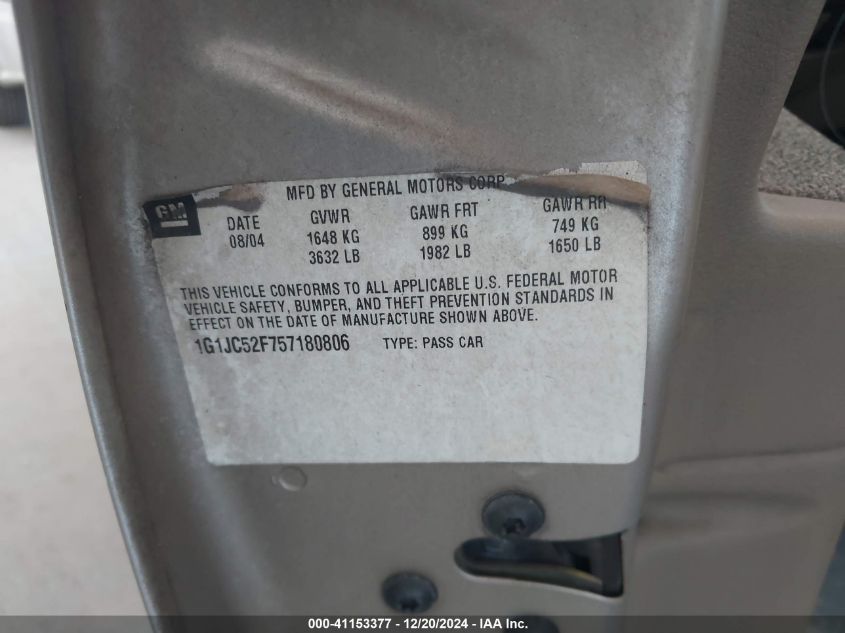 MFD BY GENERAL MOTORS CORP
GM
DATE GVWR GAWR FRT GAWR RR
08/04 1648 KG 899 KG 749 KG
3632 LB 1982 LB 1650 LB
THIS VEHICLE CONFORMS TO ALL APPLICABLE U.S. FEDERAL MOTOR
VEHICLE SAFETY, BUMPER, AND THEFT PREVENTION STANDARDS IN
EFFECT ON THE DATE OF MANUFACTURE SHOWN ABOVE.
1G1JC52F757180806 TYPE: PASS CAR
000-41153377 - 12/20/2024 - IAA Inc.